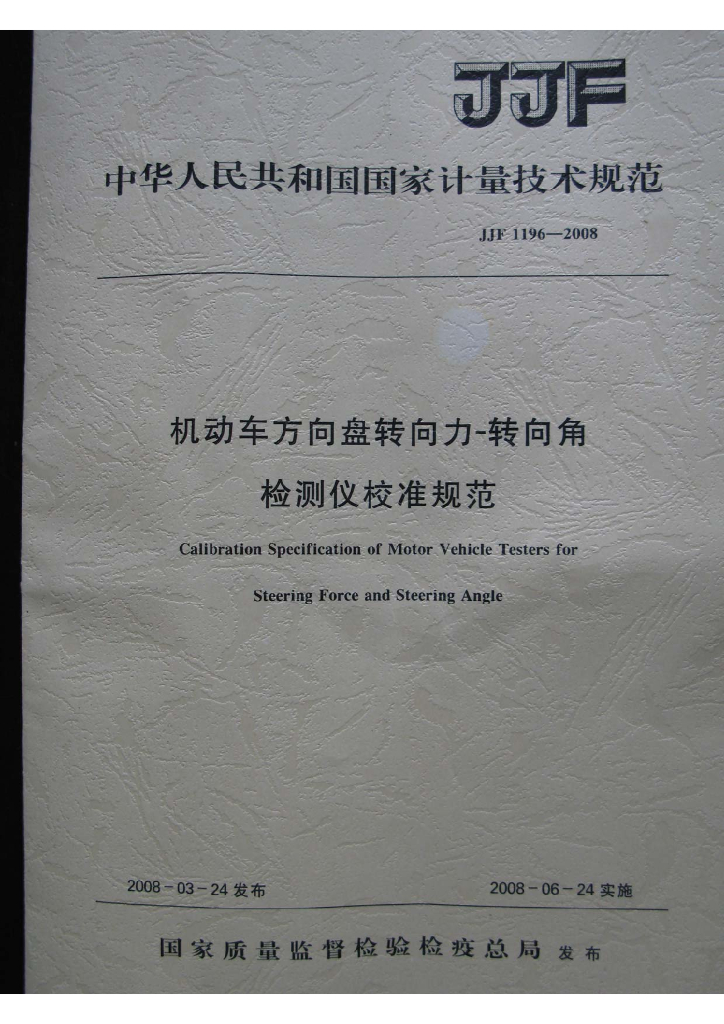 JJF
中华人民共和国国家计量技术规范
JJF 1196—2008
机动车方向盘转向力-转向角
检测仪校准规范
Calibration Specification of Motor Vehicle Testers for
Steering Force and Steering Angle
2008-03-24 发布
2008-06-24 实施
国家质量监督检验检疫总局 发布